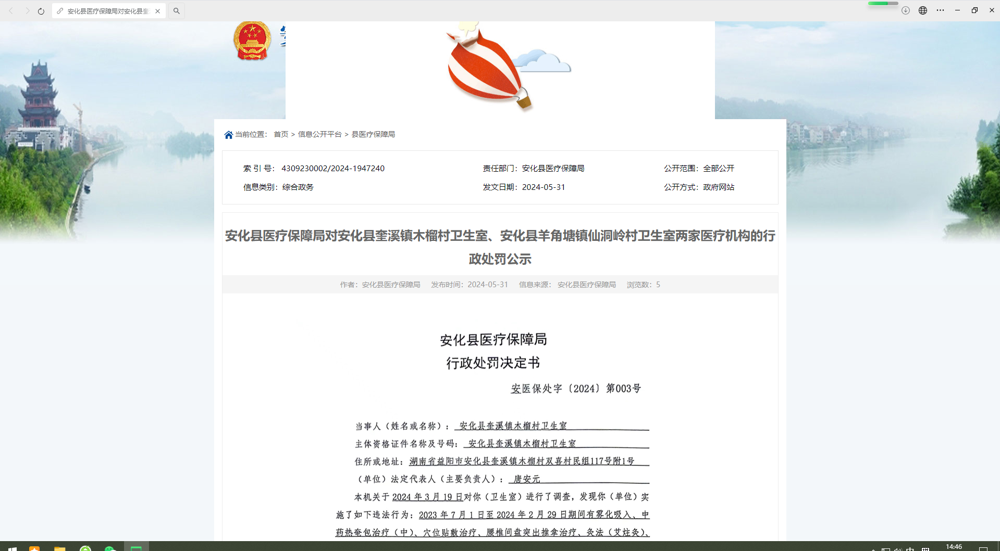 安化县医疗保障局对安化县奎
当前位置： 首页 > 信息公开平台 > 县医疗保障局
索 引 号： 4309230002/2024-1947240 责任部门：安化县医疗保障局 公开范围：全部公开
信息类别：综合政务 发文日期：2024-05-31 公开方式：政府网站
安化县医疗保障局对安化县奎溪镇木榴村卫生室、安化县羊角塘镇仙洞岭村卫生室两家医疗机构的行
政处罚公示
作者：安化县医疗保障局 发布时间：2024-05-31 信息来源： 安化县医疗保障局 浏览数：5
安化县医疗保障局
行政处罚决定书
安医保处字〔2024〕第003号
当事人（姓名或名称）：安化县奎溪镇木榴村卫生室
主体资格证件名称及号码：安化县奎溪镇木榴村卫生室
住所或地址：湖南省益阳市安化县奎溪镇木榴村双喜村民组117号附1号
（单位）法定代表人（主要负责人）：唐安元
本机关于 2024 年 3 月 19 日对你（卫生室）进行了调查，发现你（单位）实
施了如下违法行为：2023 年 7 月 1 日至 2024 年 2 月 29 日期间有雾化吸入、中
药热奄包治疗（中）、穴位贴敷治疗、腰椎间盘突出推拿治疗、灸法（艾炷灸）、
14:46